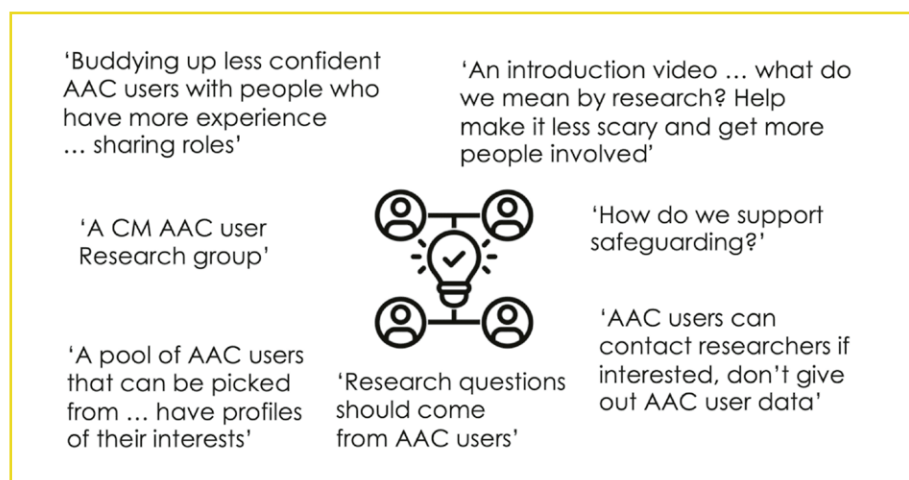 ‘Buddying up less confident
AAC users with people who
have more experience
… sharing roles’
‘An introduction video … what do
we mean by research? Help
make it less scary and get more
people involved’
‘A CM AAC user
Research group’
‘How do we support
safeguarding?’
‘A pool of AAC users
that can be picked
from … have profiles
of their interests’
‘Research questions
should come
from AAC users’
‘AAC users can
contact researchers if
interested, don’t give
out AAC user data’